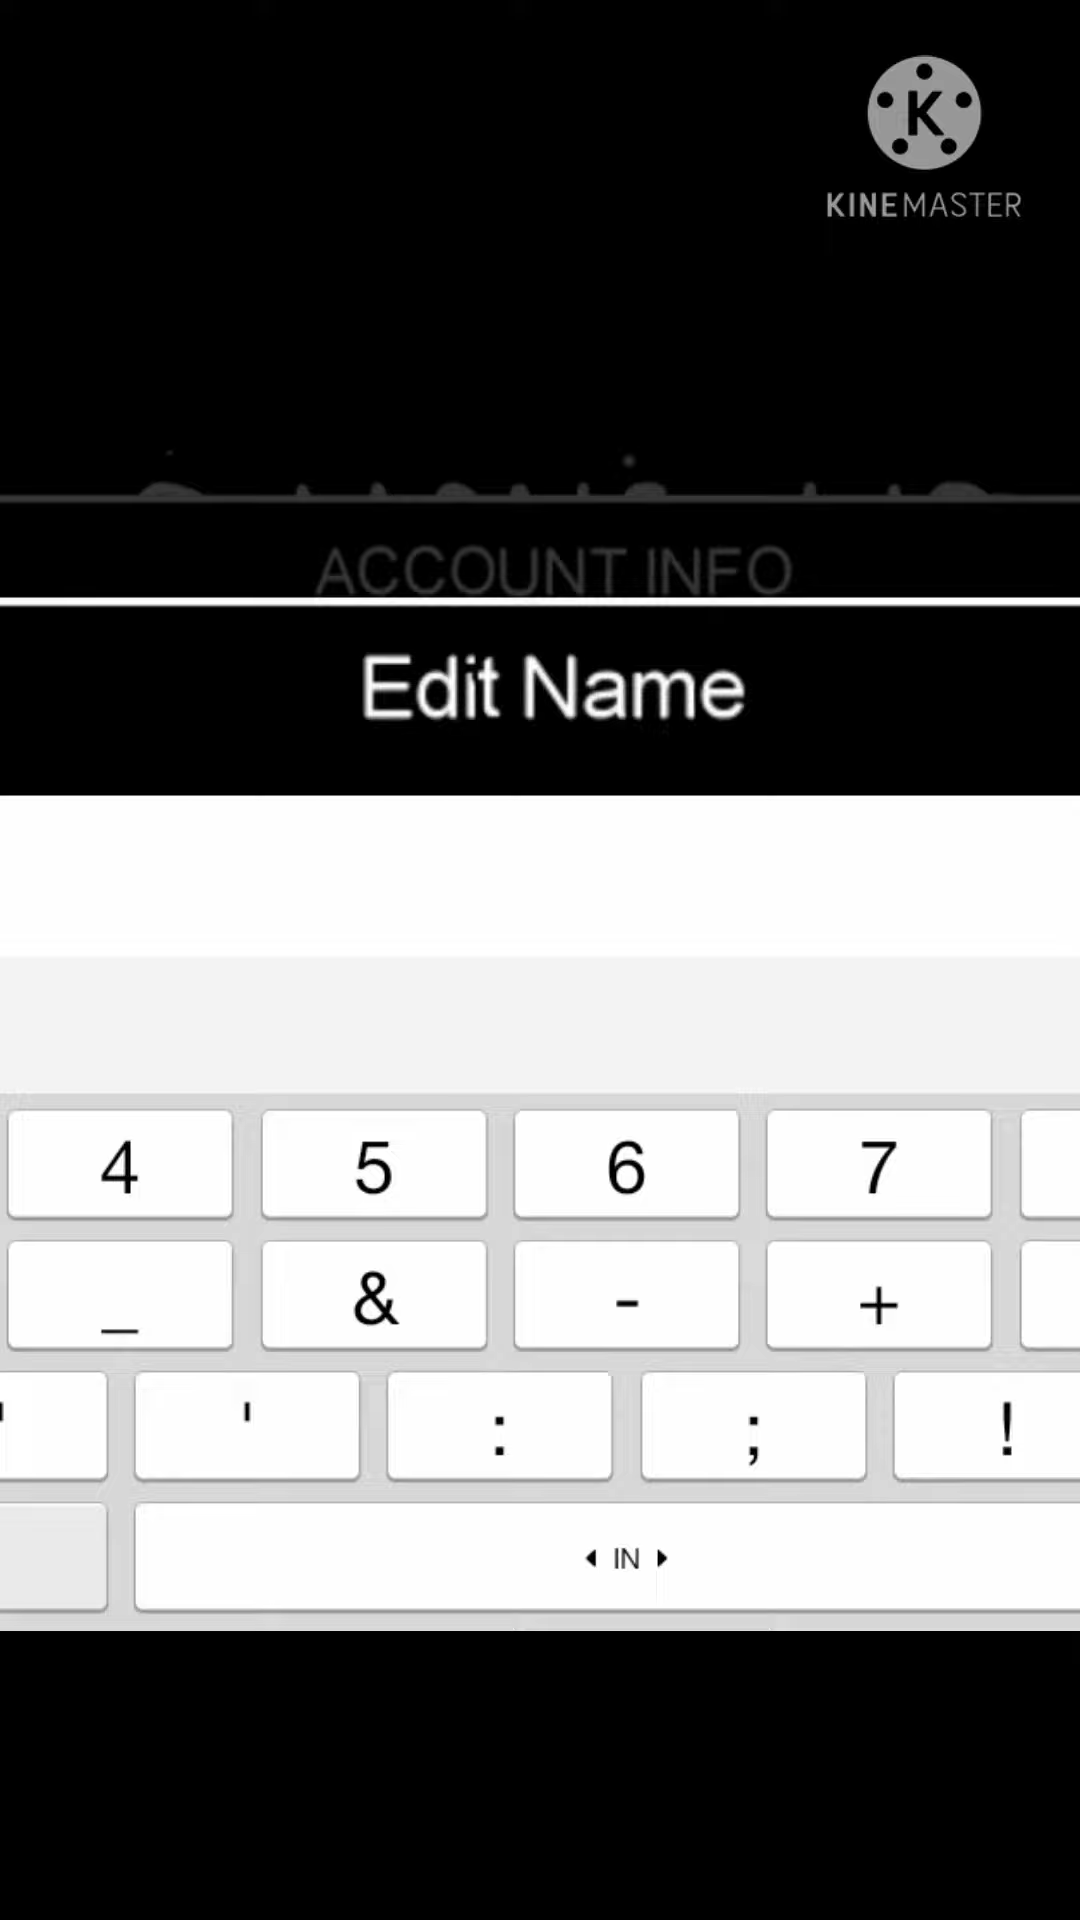 K
KINEMASTER
ACCOUNT INFO
Edit Name
4 5 6 7
_ & - +
' : ; !
IN